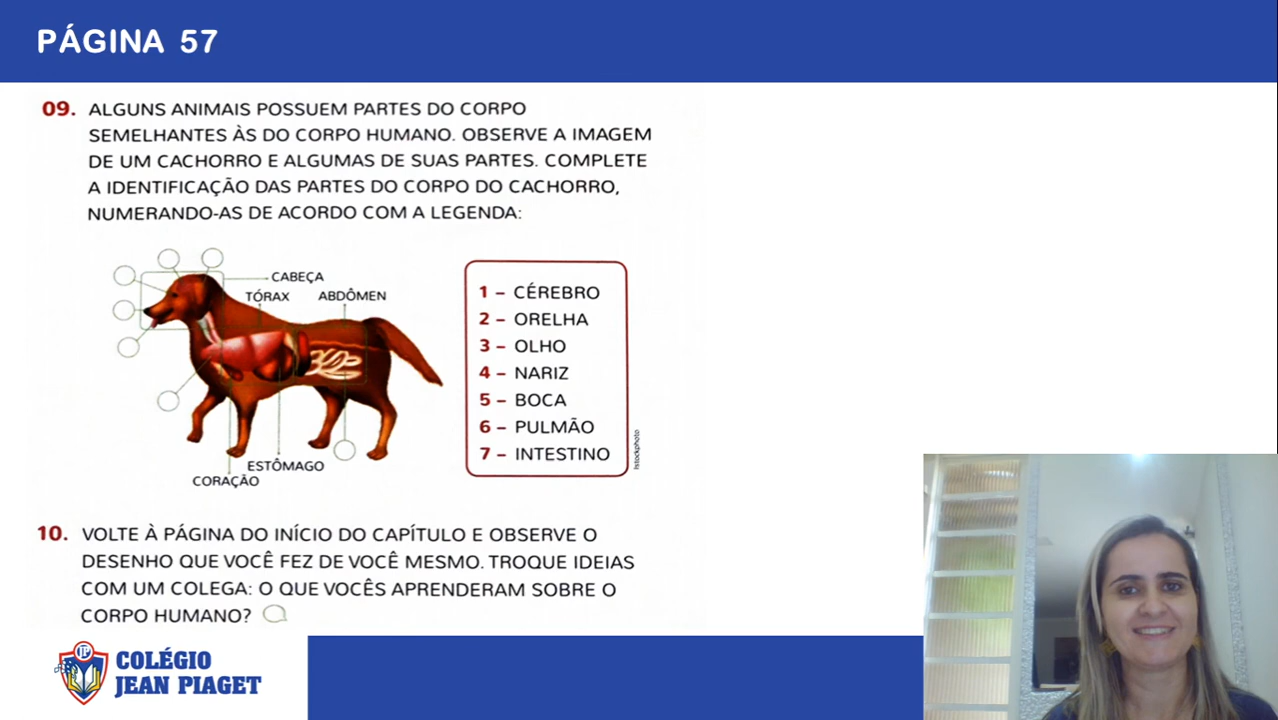 PÁGINA 57
09. ALGUNS ANIMAIS POSSUEM PARTES DO CORPO
SEMELHANTES ÀS DO CORPO HUMANO. OBSERVE A IMAGEM
DE UM CACHORRO E ALGUMAS DE SUAS PARTES. COMPLETE
A IDENTIFICAÇÃO DAS PARTES DO CORPO DO CACHORRO,
NUMERANDO-AS DE ACORDO COM A LEGENDA:
CABEÇA
TÓRAX
ABDÔMEN
ESTÔMAGO
CORAÇÃO
1 – CÉREBRO
2 – ORELHA
3 – OLHO
4 – NARIZ
5 – BOCA
6 – PULMÃO
7 – INTESTINO
Istockphoto
10. VOLTE À PÁGINA DO INÍCIO DO CAPÍTULO E OBSERVE O
DESENHO QUE VOCÊ FEZ DE VOCÊ MESMO. TROQUE IDEIAS
COM UM COLEGA: O QUE VOCÊS APRENDERAM SOBRE O
CORPO HUMANO?
COLÉGIO
JEAN PIAGET